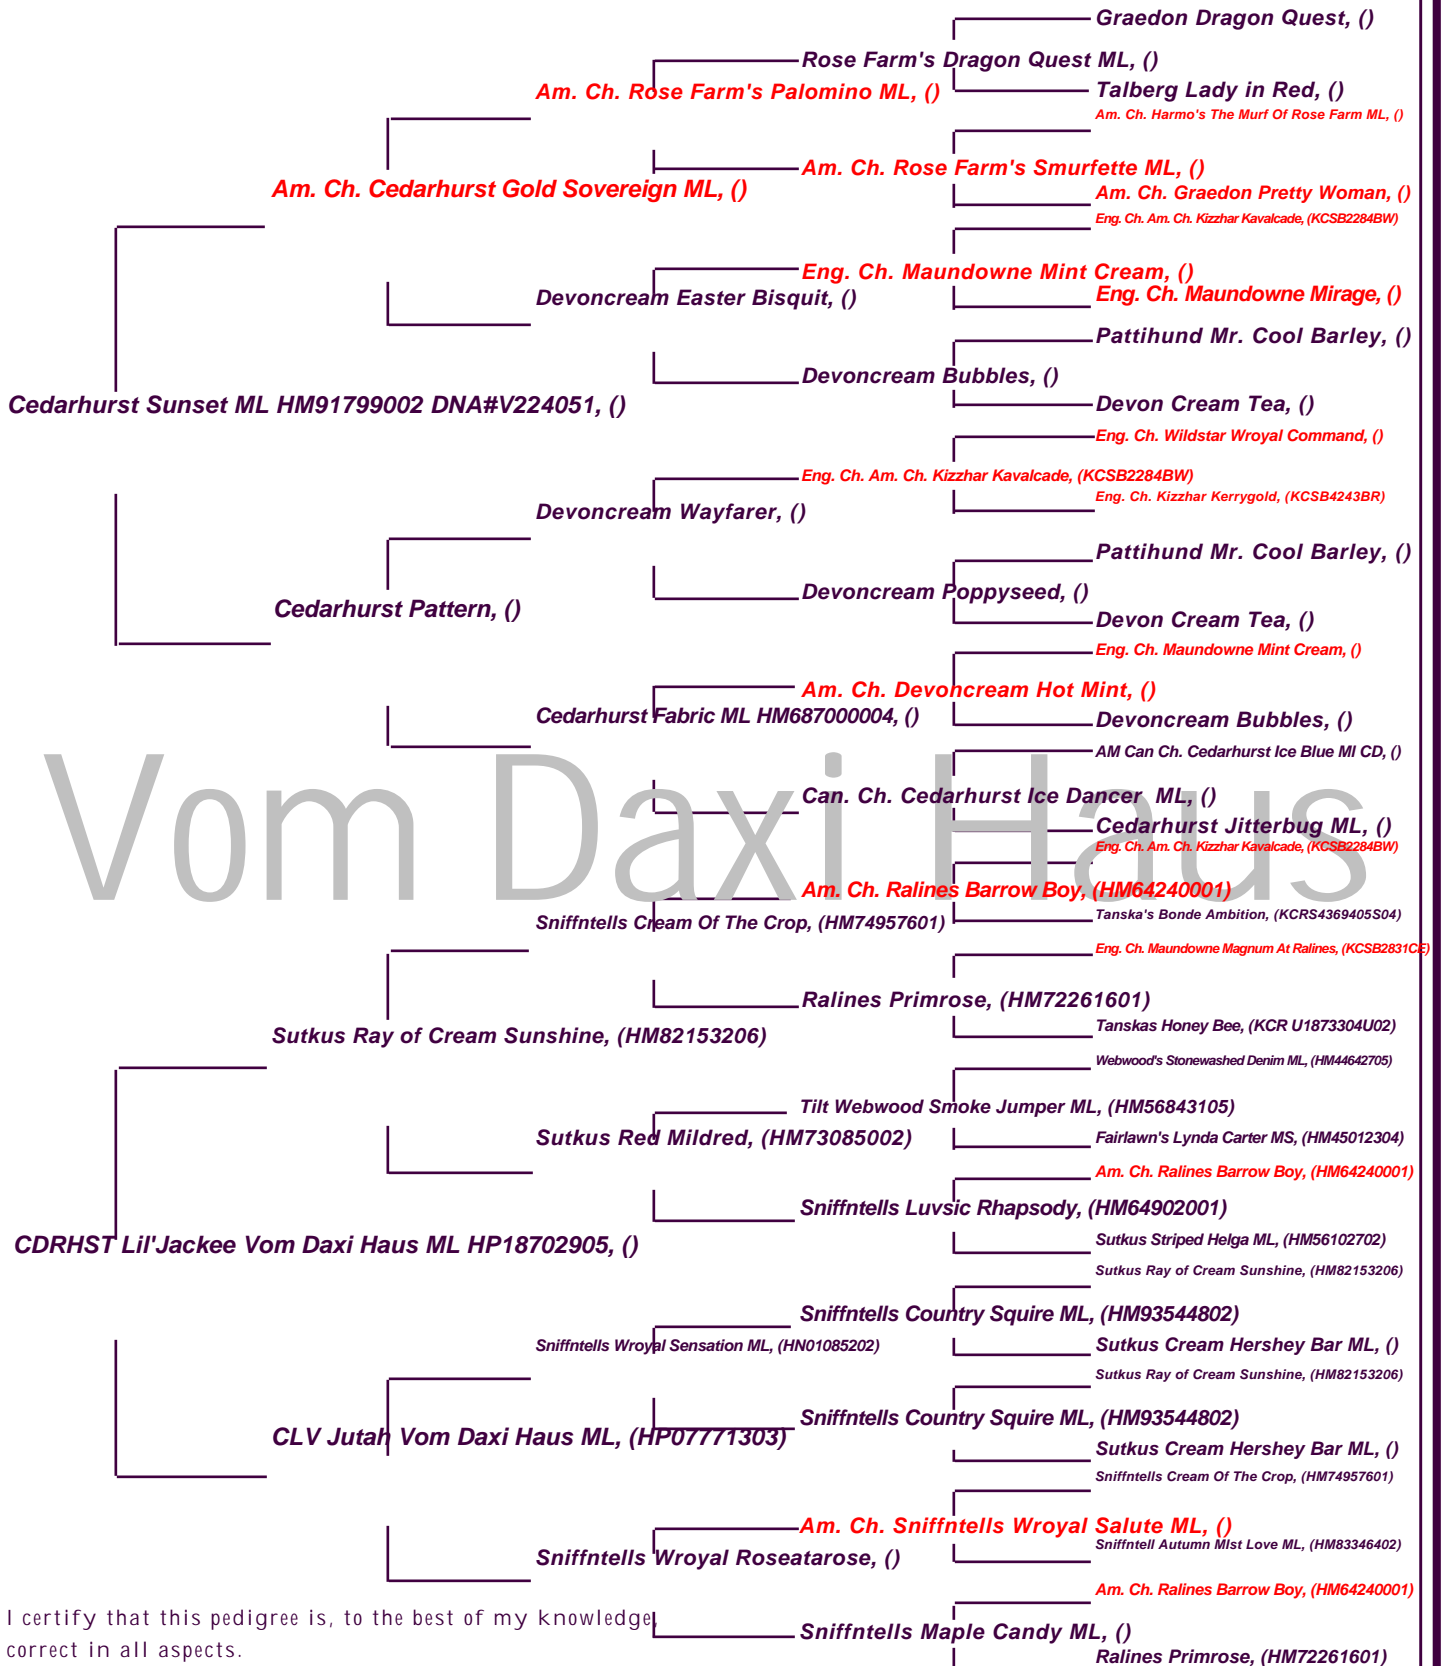 Graedon Dragon Quest, ()
Rose Farm's Dragon Quest ML, ()
Am. Ch. Rose Farm's Palomino ML, ()
Talberg Lady in Red, ()
Am. Ch. Harmo's The Murf Of Rose Farm ML, ()
Am. Ch. Rose Farm's Smurfette ML, ()
Am. Ch. Cedarhurst Gold Sovereign ML, ()
Am. Ch. Graedon Pretty Woman, ()
Eng. Ch. Am. Ch. Kizzhar Kavalcade, (KCSB2284BW)
Eng. Ch. Maundowne Mint Cream, ()
Devoncream Easter Bisquit, ()
Eng. Ch. Maundowne Mirage, ()
Pattihund Mr. Cool Barley, ()
Devoncream Bubbles, ()
Cedarhurst Sunset ML HM91799002 DNA#V224051, ()
Devon Cream Tea, ()
Eng. Ch. Wildstar Wroyal Command, ()
Eng. Ch. Am. Ch. Kizzhar Kavalcade, (KCSB2284BW)
Eng. Ch. Kizzhar Kerrygold, (KCSB4243BR)
Devoncream Wayfarer, ()
Pattihund Mr. Cool Barley, ()
Devoncream Poppyseed, ()
Cedarhurst Pattern, ()
Devon Cream Tea, ()
Eng. Ch. Maundowne Mint Cream, ()
Am. Ch. Devoncream Hot Mint, ()
Cedarhurst Fabric ML HM687000004, ()
Devoncream Bubbles, ()
AM Can Ch. Cedarhurst Ice Blue Ml CD, ()
Can. Ch. Cedarhurst Ice Dancer ML, ()
Vom Daxi Haus
Cedarhurst Jitterbug ML, ()
Eng. Ch. Am. Ch. Kizzhar Kavalcade, (KCSB2284BW)
Am. Ch. Ralines Barrow Boy, (HM64240001)
Sniffntells Cream Of The Crop, (HM74957601)
Tanska's Bonde Ambition, (KCRS4369405S04)
Eng. Ch. Maundowne Magnum At Ralines, (KCSB2831CE)
Ralines Primrose, (HM72261601)
Sutkus Ray of Cream Sunshine, (HM82153206)
Tanskas Honey Bee, (KCR U1873304U02)
Webwood's Stonewashed Denim ML, (HM44642705)
Tilt Webwood Smoke Jumper ML, (HM56843105)
Sutkus Red Mildred, (HM73085002)
Fairlawn's Lynda Carter MS, (HM45012304)
Am. Ch. Ralines Barrow Boy, (HM64240001)
Sniffntells Luvsic Rhapsody, (HM64902001)
CDRHST Lil'Jackee Vom Daxi Haus ML HP18702905, ()
Sutkus Striped Helga ML, (HM56102702)
Sutkus Ray of Cream Sunshine, (HM82153206)
Sniffntells Country Squire ML, (HM93544802)
Sniffntells Wroyal Sensation ML, (HN01085202)
Sutkus Cream Hershey Bar ML, ()
Sutkus Ray of Cream Sunshine, (HM82153206)
Sniffntells Country Squire ML, (HM93544802)
CLV Jutah Vom Daxi Haus ML, (HP07771303)
Sutkus Cream Hershey Bar ML, ()
Sniffntells Cream Of The Crop, (HM74957601)
Am. Ch. Sniffntells Wroyal Salute ML, ()
Sniffntell Autumn MIst Love ML, (HM83346402)
Sniffntells Wroyal Roseatarose, ()
Am. Ch. Ralines Barrow Boy, (HM64240001)
Sniffntells Maple Candy ML, ()
Ralines Primrose, (HM72261601)
I certify that this pedigree is, to the best of my knowledge,
correct in all aspects.